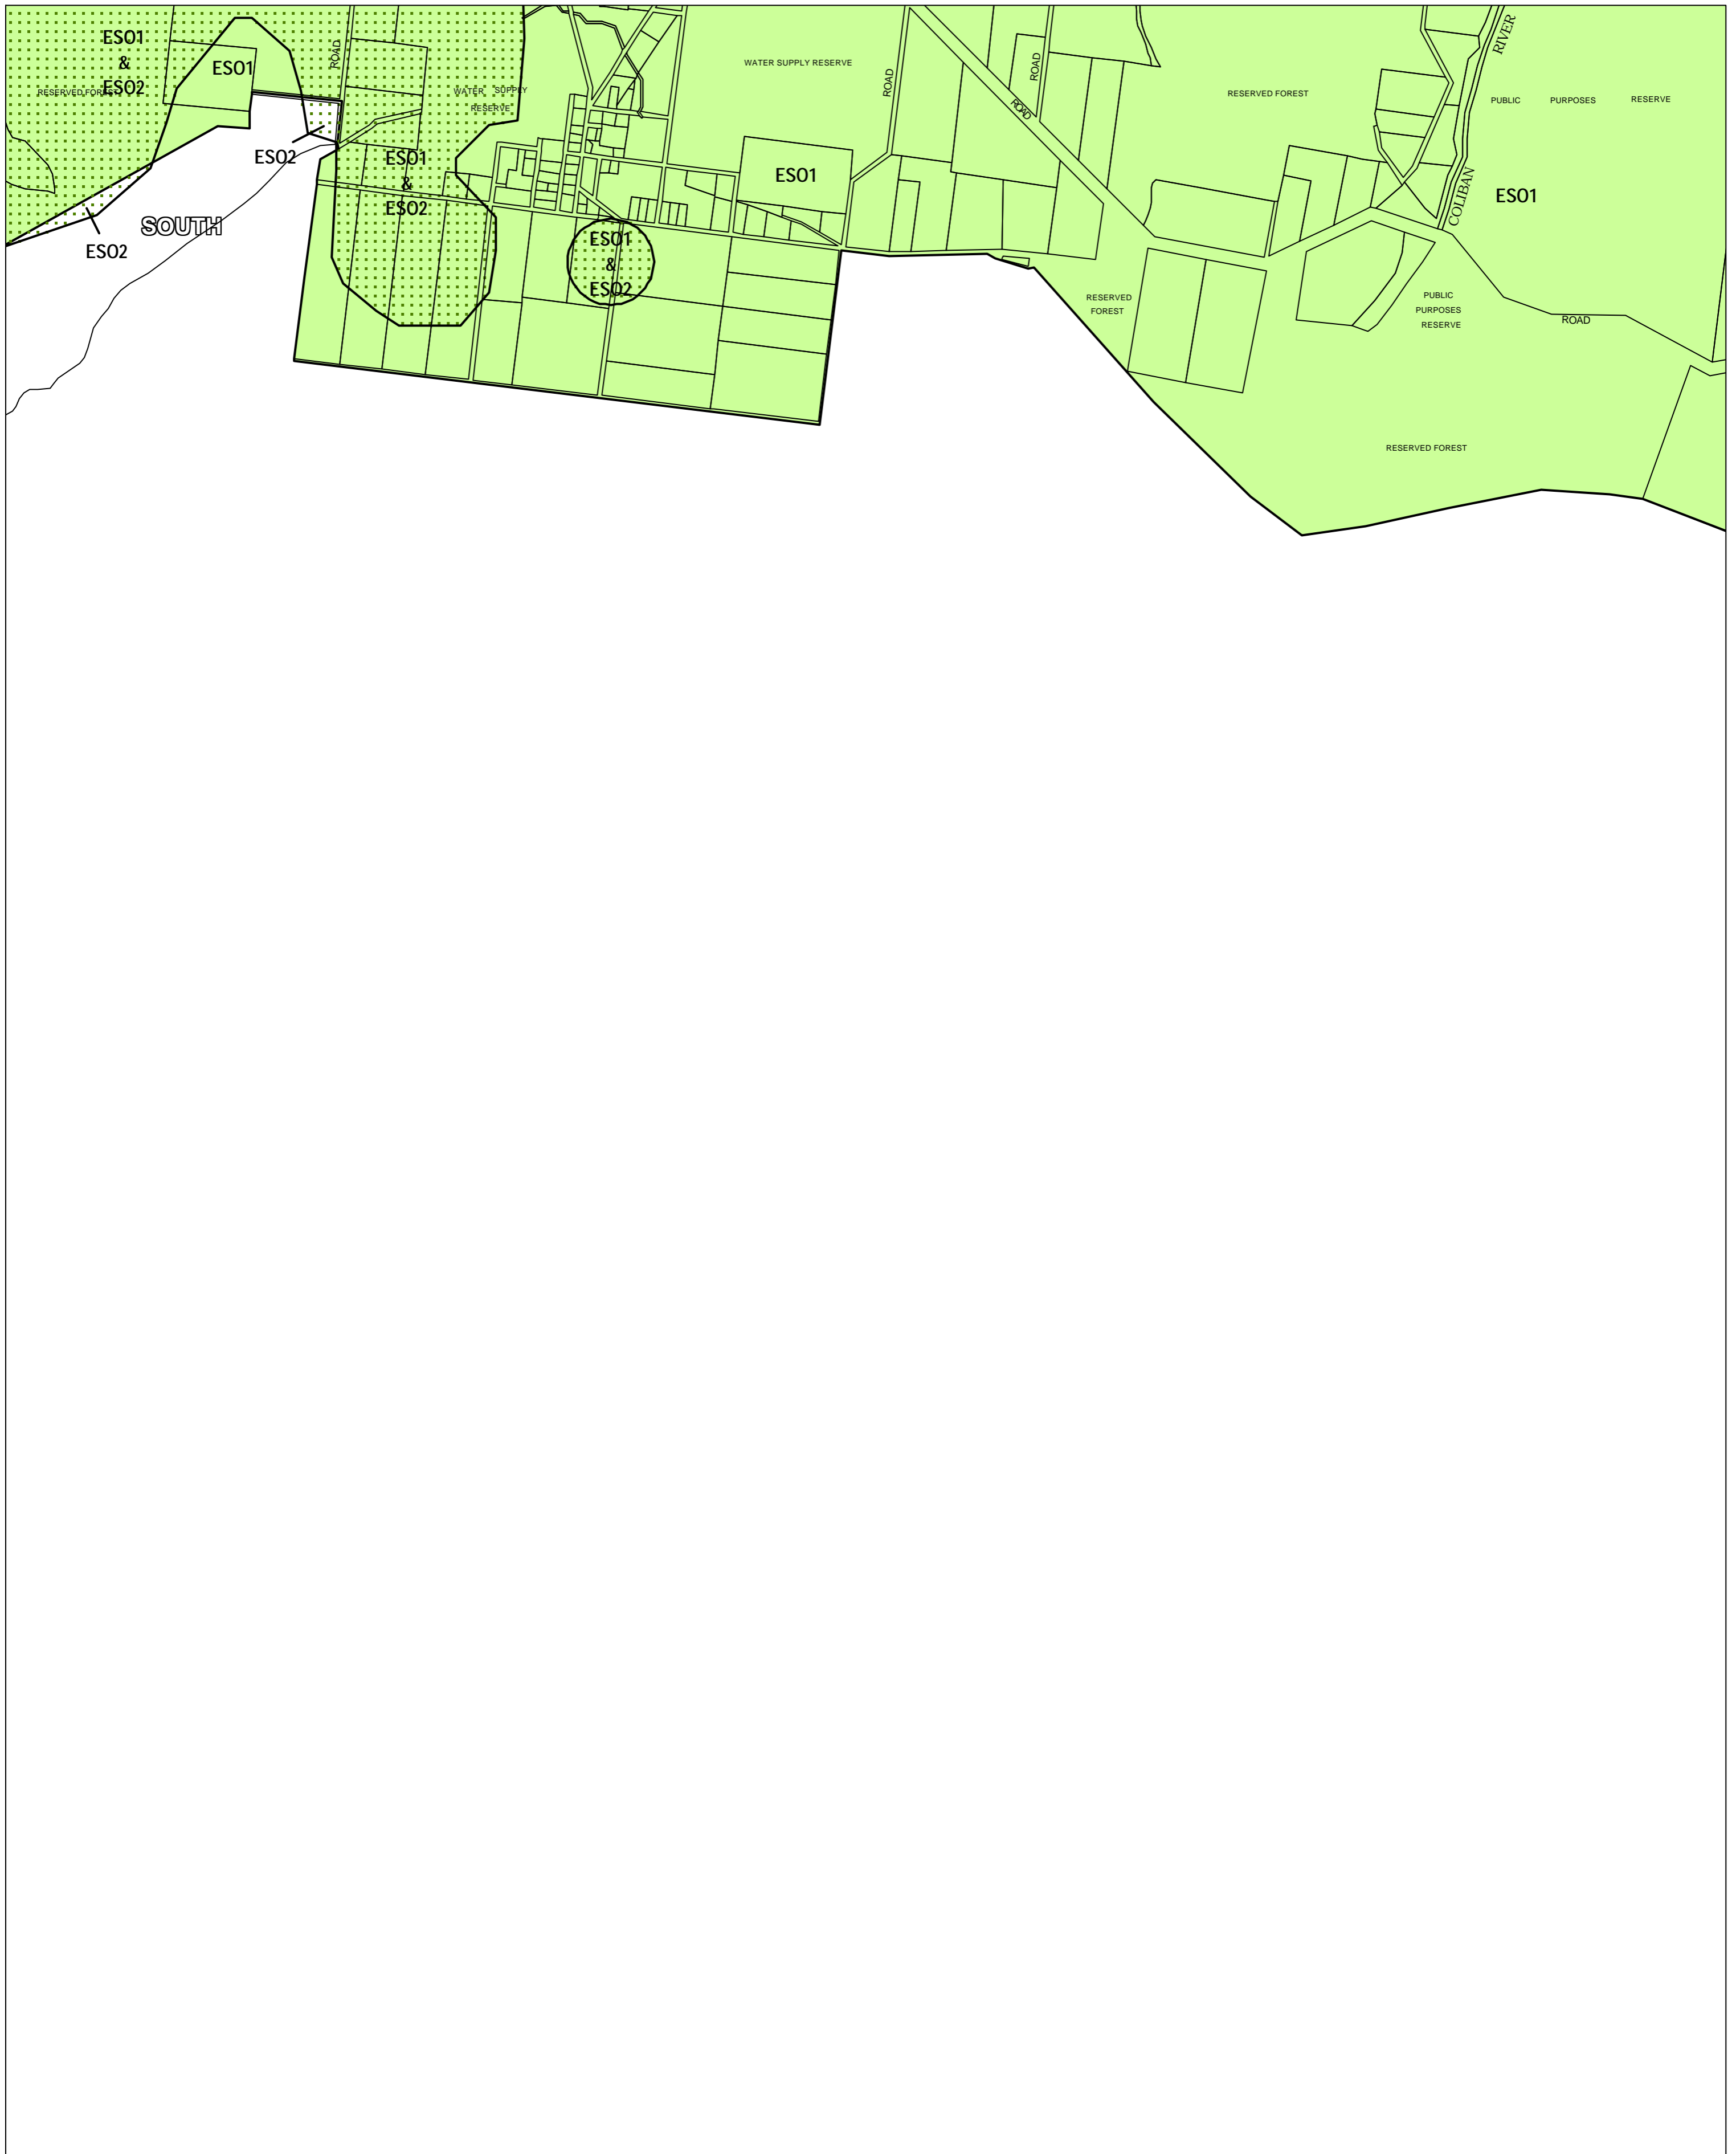 ESO1
&
ESO2
RESERVED FOREST
ESO1
ROAD
WATER SUPPLY
RESERVE
ESO2
ESO1
&
ESO2
SOUTH
ESO2
ESO1
&
ESO2
WATER SUPPLY RESERVE
ROAD
ESO1
ROAD
ROAD
RESERVED FOREST
RIVER
PUBLIC PURPOSES RESERVE
COLIBAN
ESO1
RESERVED
FOREST
PUBLIC
PURPOSES
RESERVE
ROAD
RESERVED FOREST